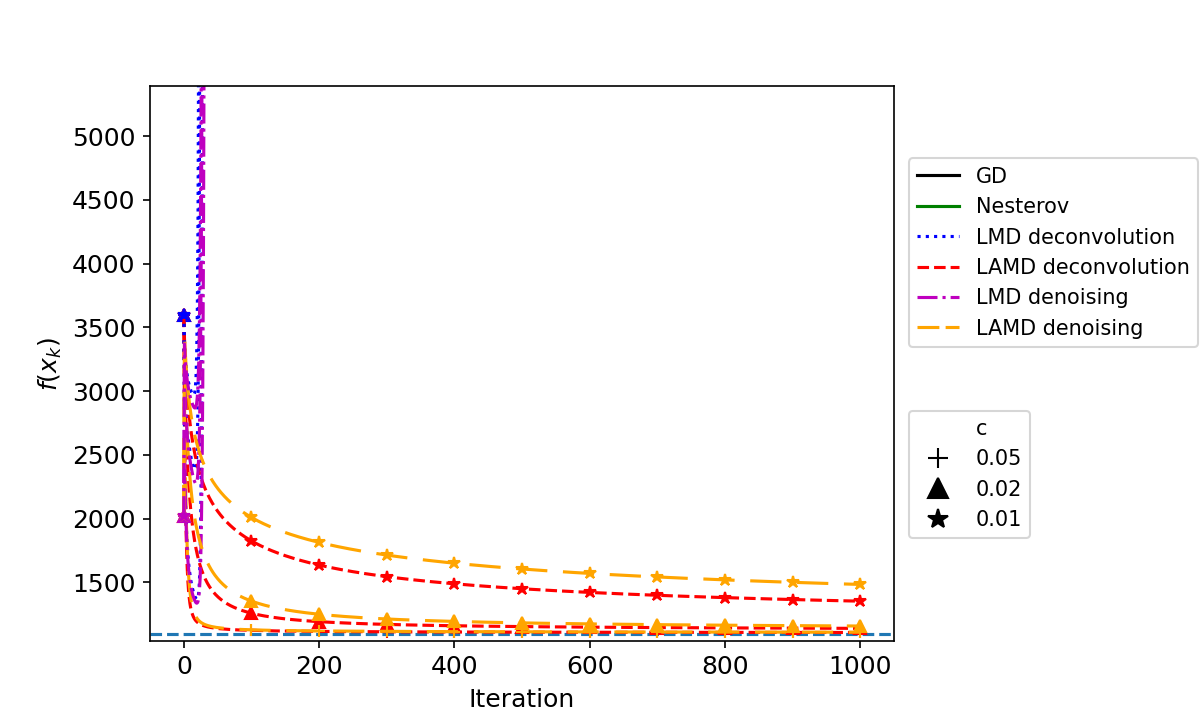 5000
4500
4000
3500
3000
2500
2000
1500
f(x_k)
0
200
400
600
800
1000
Iteration
GD
Nesterov
LMD deconvolution
LAMD deconvolution
LMD denoising
LAMD denoising
c
0.05
0.02
0.01